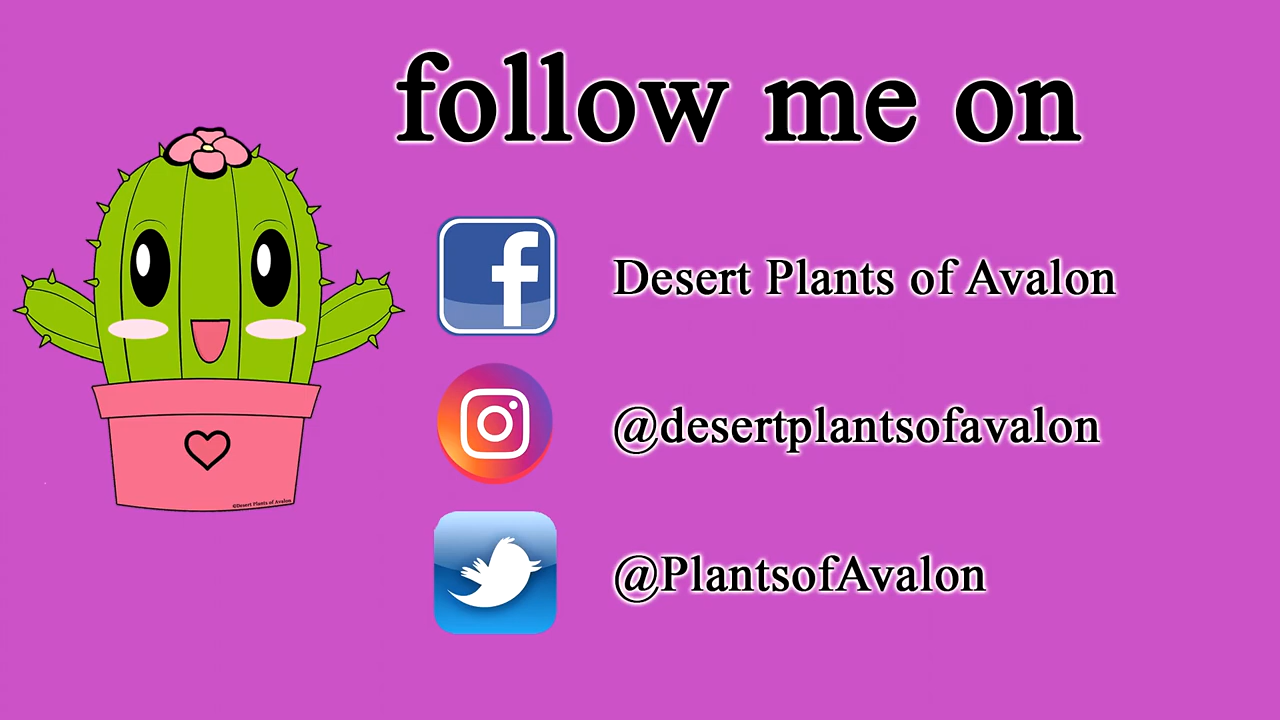 follow me on
Desert Plants of Avalon
@desertplantsofavalon
@PlantsofAvalon
©Desert Plants of Avalon